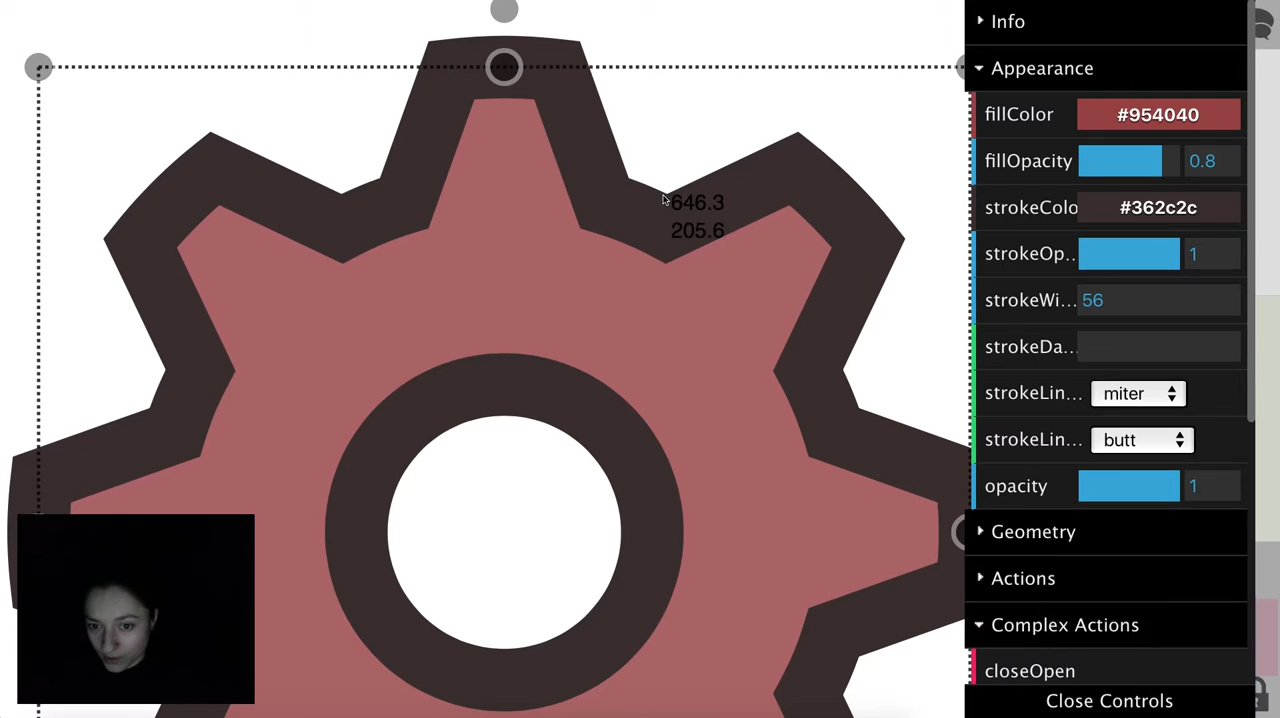 Info
Appearance
fillColor #954040
fillOpacity 0.8
strokeColo #362c2c
646.3
205.6
strokeOp... 1
strokeWi... 56
strokeDa...
strokeLin... miter
strokeLin... butt
opacity 1
Geometry
Actions
Complex Actions
closeOpen
Close Controls